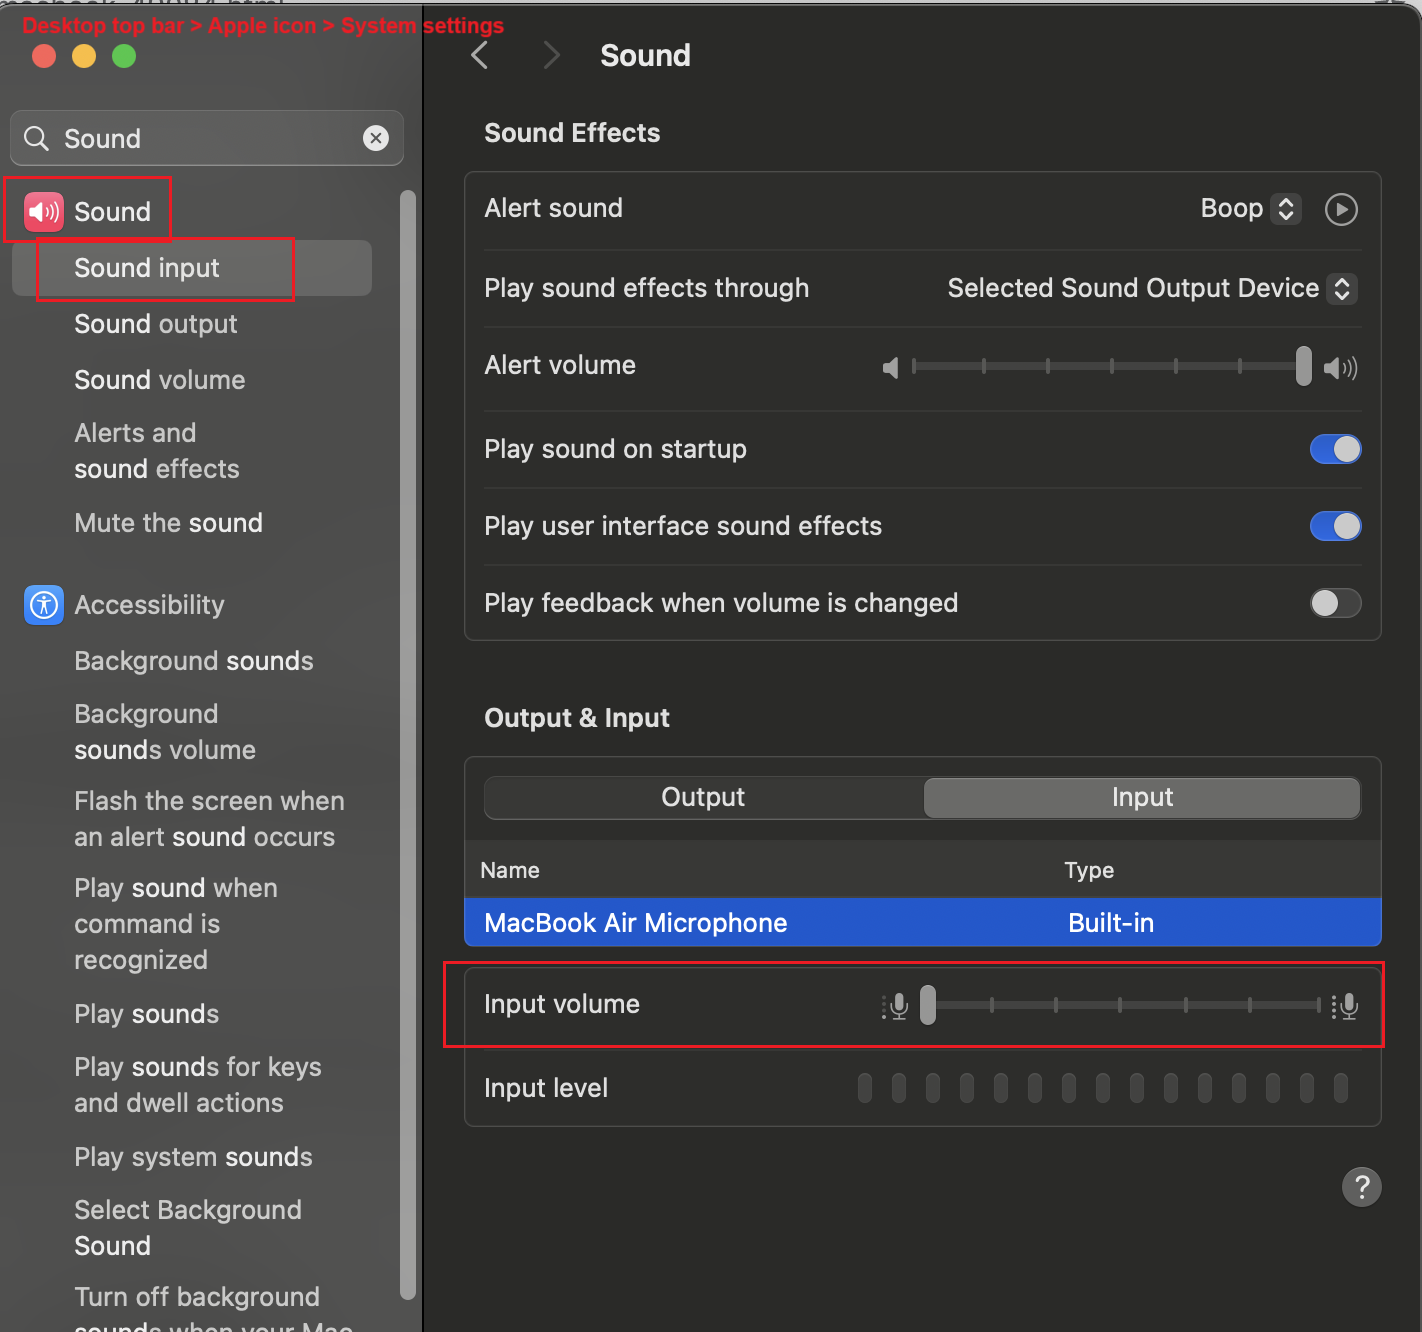 Desktop top bar > Apple icon > System settings
Sound
Sound
Sound
Sound input
Sound output
Sound volume
Alerts and
sound effects
Mute the sound
Accessibility
Background sounds
Background
sounds volume
Flash the screen when
an alert sound occurs
Play sound when
command is
recognized
Play sounds
Play sounds for keys
and dwell actions
Play system sounds
Select Background
Sound
Turn off background
sounds when your Mac
Sound Effects
Alert sound Boop
Play sound effects through Selected Sound Output Device
Alert volume
Play sound on startup
Play user interface sound effects
Play feedback when volume is changed
Output & Input
Output Input
Name Type
MacBook Air Microphone Built-in
Input volume
Input level
?